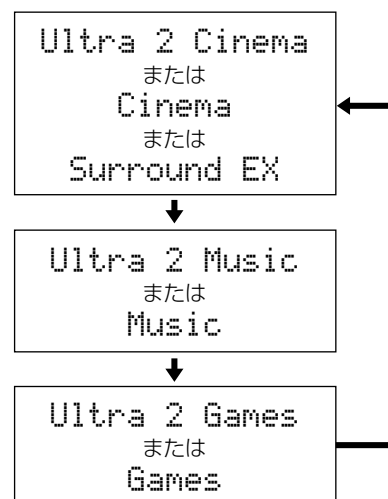 Ultra 2 Cinema
または
Cinema
または
Surround EX
Ultra 2 Music
または
Music
Ultra 2 Games
または
Games